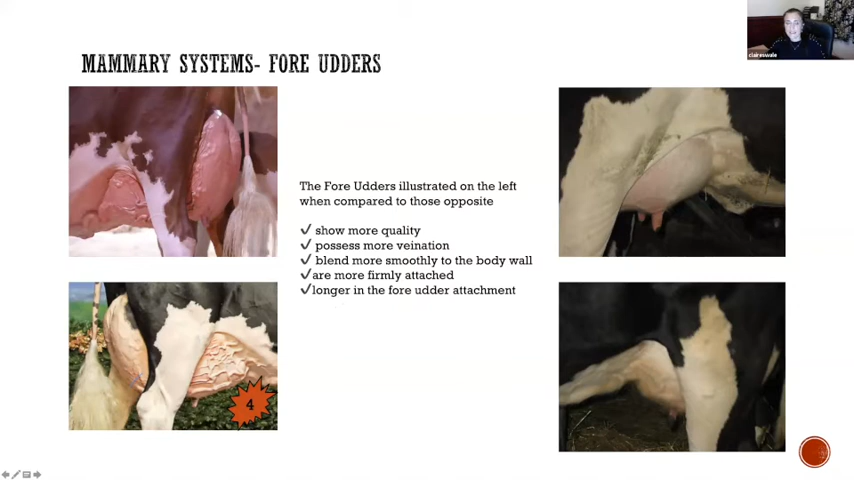 claireswale
MAMMARY SYSTEMS- FORE UDDERS
The Fore Udders illustrated on the left
when compared to those opposite
✓ show more quality
✓ possess more veination
✓ blend more smoothly to the body wall
✓are more firmly attached
✓longer in the fore udder attachment
4